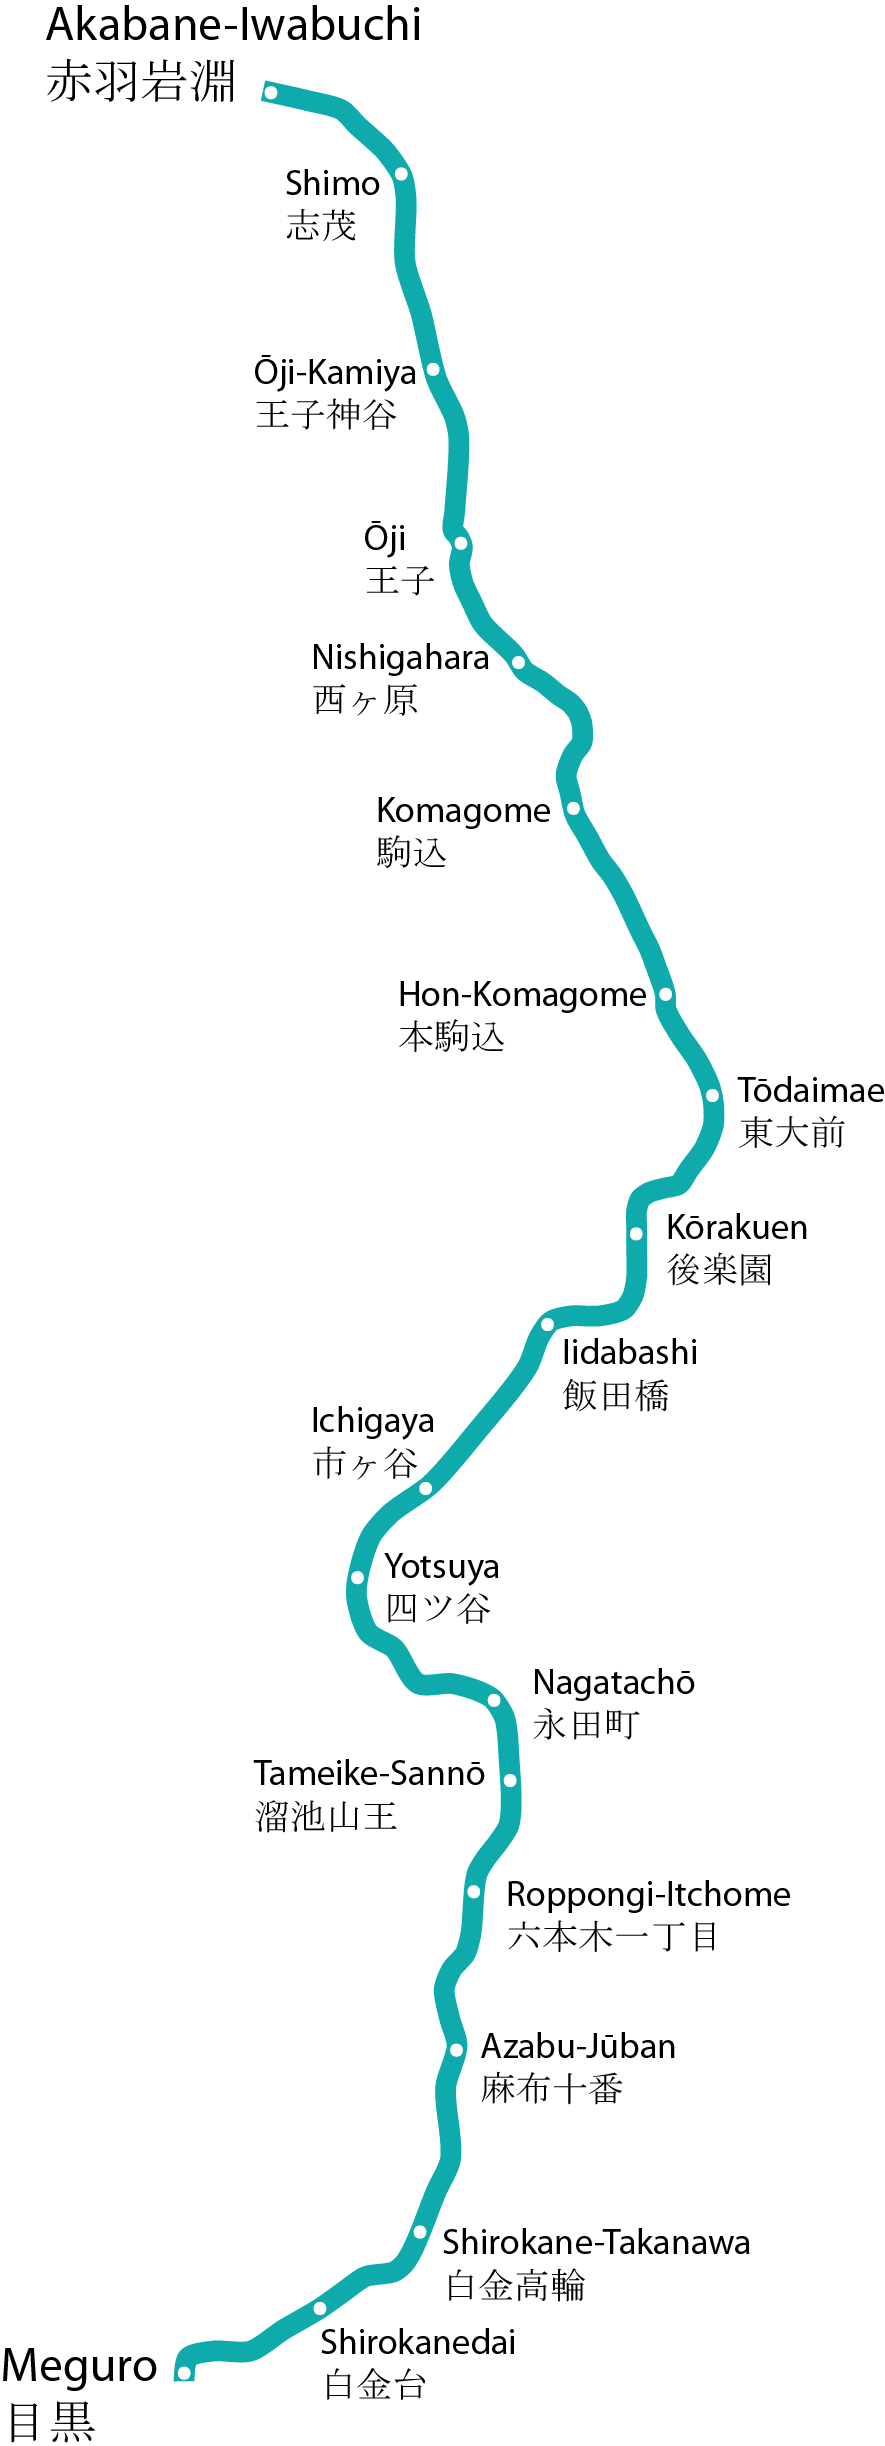 Akabane-Iwabuchi
赤羽岩淵
Shimo
志茂
Ōji-Kamiya
王子神谷
Ōji
王子
Nishigahara
西ヶ原
Komagome
駒込
Hon-Komagome
本駒込
Tōdaimae
東大前
Kōrakuen
後楽園
Iidabashi
飯田橋
Ichigaya
市ヶ谷
Yotsuya
四ツ谷
Nagatachō
永田町
Tameike-Sannō
溜池山王
Roppongi-Itchome
六本木一丁目
Azabu-Jūban
麻布十番
Shirokane-Takanawa
白金高輪
Shirokanedai
白金台
Meguro
目黒